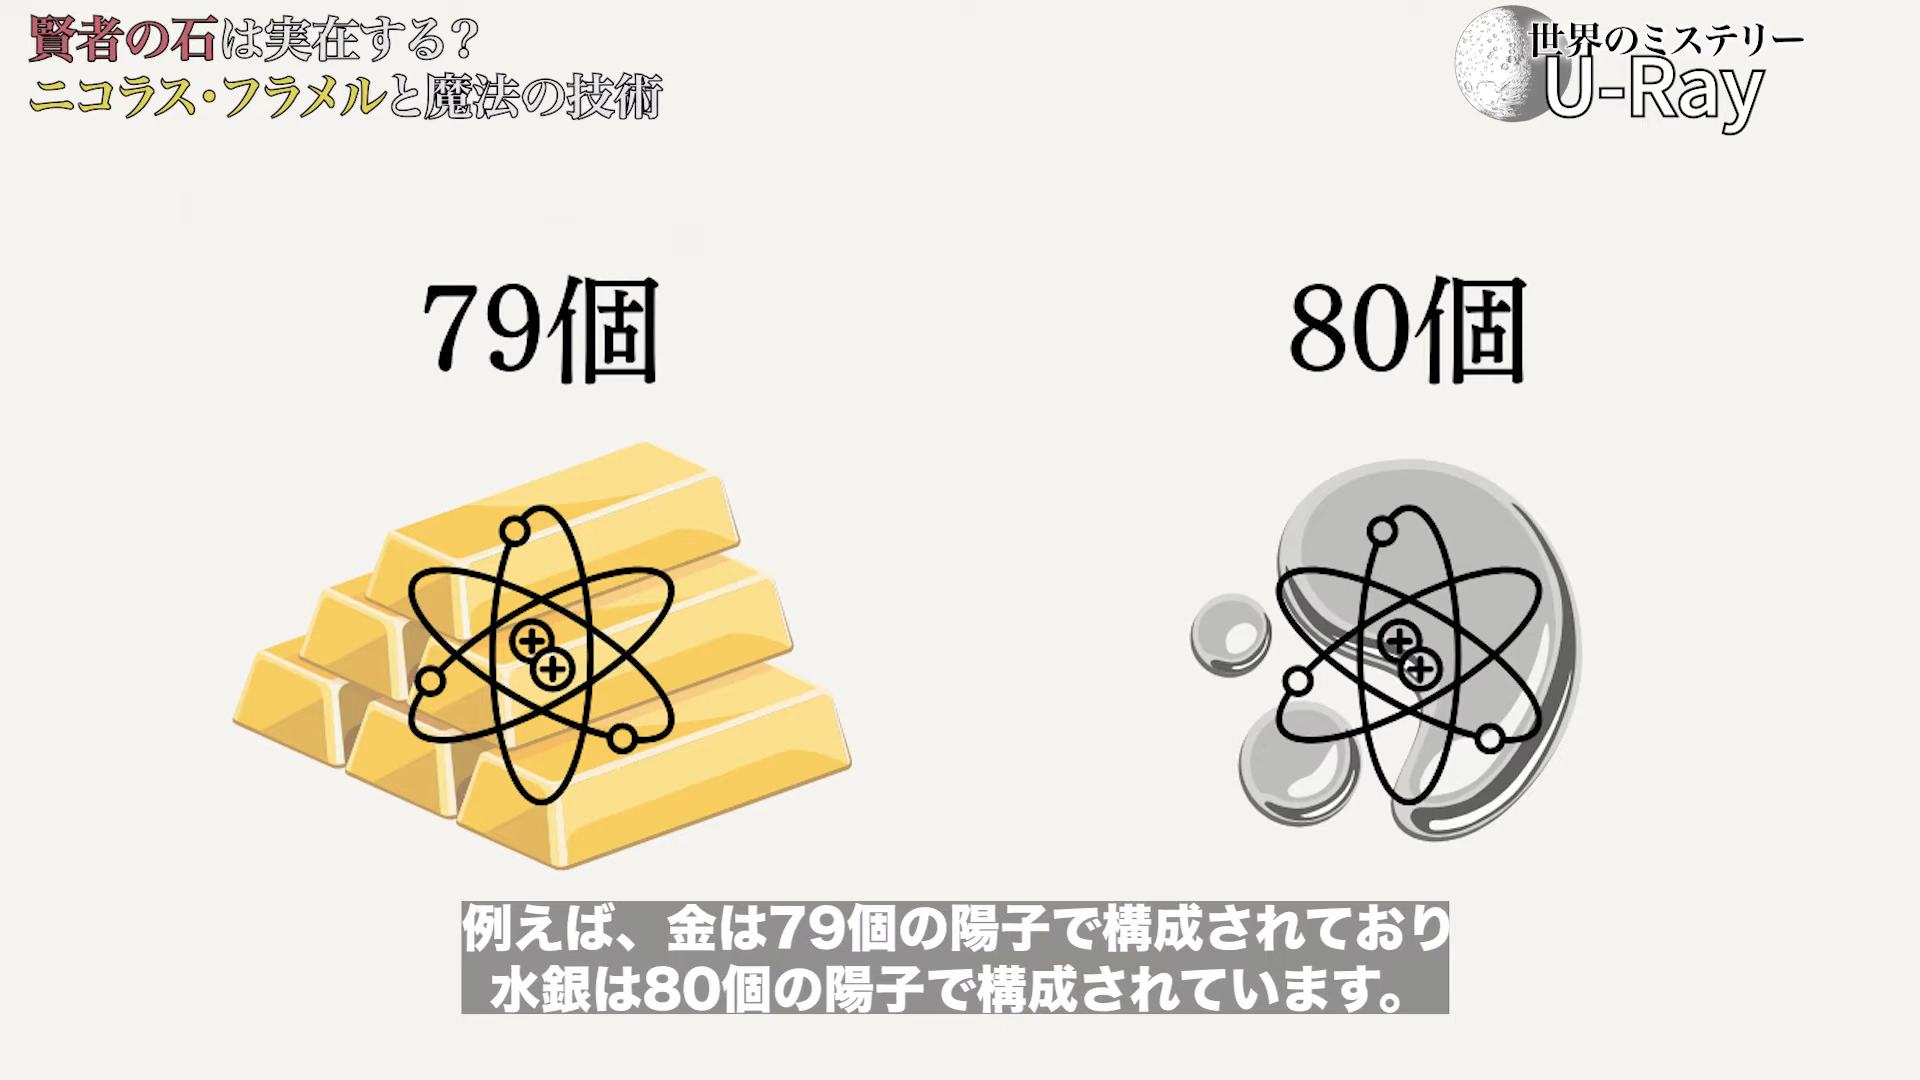 賢者の石は実在する?
ニコラス・フラメルと魔法の技術
世界のミステリー
U-Ray
79個
80個
例えば、金は79個の陽子で構成されており
水銀は80個の陽子で構成されています。